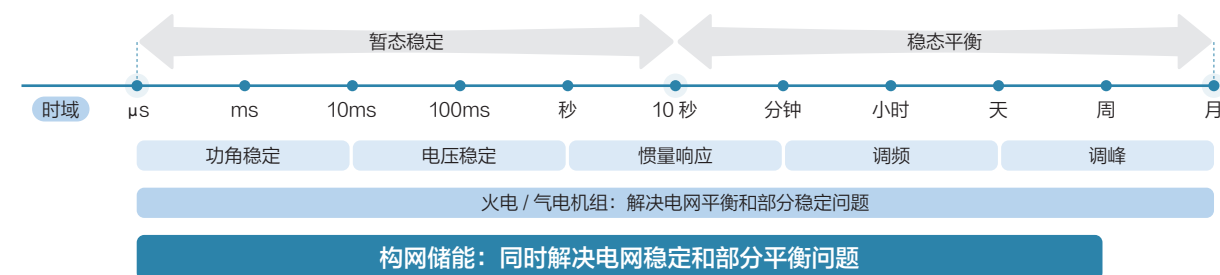 暂态稳定 稳态平衡
时域 μs ms 10ms 100ms 秒 10 秒 分钟 小时 天 周 月
功角稳定 电压稳定 惯量响应 调频 调峰
火电 / 气电机组：解决电网平衡和部分稳定问题
构网储能：同时解决电网稳定和部分平衡问题